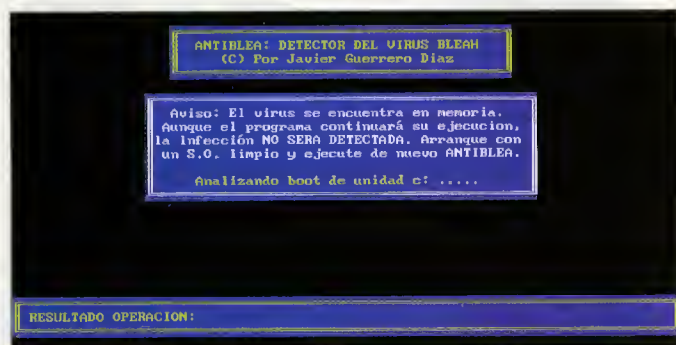 ANTIBLEA: DETECTOR DEL VIRUS BLEAH
(C) Por Javier Guerrero Diaz
Aviso: El virus se encuentra en memoria.
Aunque el programa continuará su ejecucion,
la Infección NO SERA DETECTADA. Arranque con
un S.O. limpio y ejecute de nuevo ANTIBLEA.
Analizando boot de unidad c: .....
RESULTADO OPERACION: